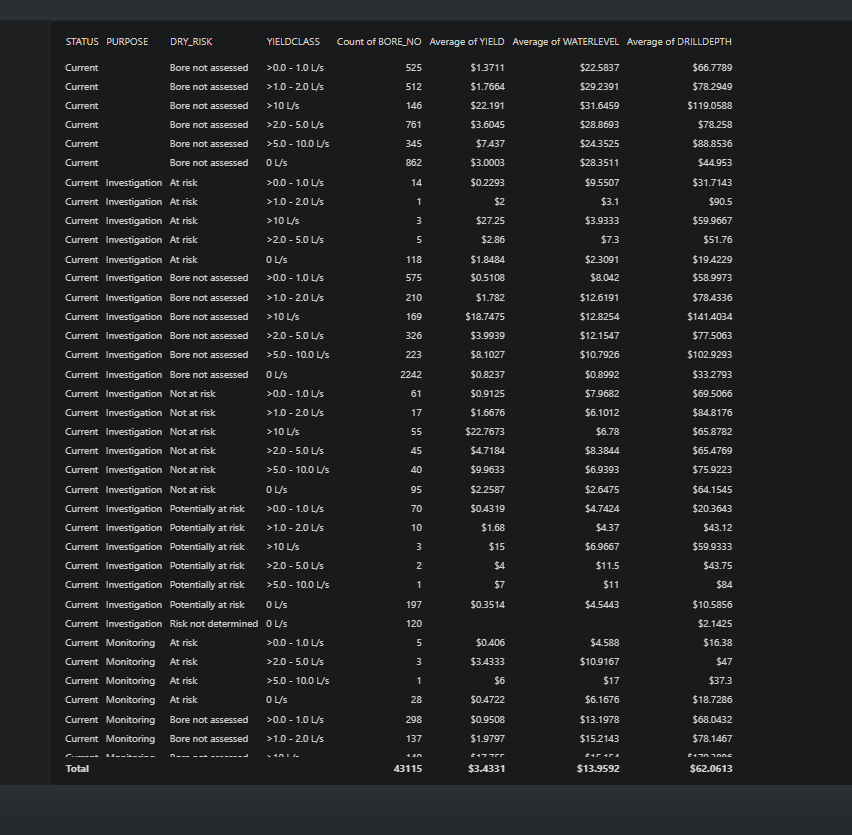 STATUS PURPOSE DRY_RISK YIELDCLASS Count of BORE_NO Average of YIELD Average of WATERLEVEL Average of DRILLDEPTH
Current Bore not assessed >0.0 - 1.0 L/s 525 $1.3711 $22.5837 $66.7789
Current Bore not assessed >1.0 - 2.0 L/s 512 $1.7664 $29.2391 $78.2949
Current Bore not assessed >10 L/s 146 $22.191 $31.6459 $119.0588
Current Bore not assessed >2.0 - 5.0 L/s 761 $3.6045 $28.8693 $78.258
Current Bore not assessed >5.0 - 10.0 L/s 345 $7.437 $24.3525 $88.8536
Current Bore not assessed 0 L/s 862 $3.0003 $28.3511 $44.953
Current Investigation At risk >0.0 - 1.0 L/s 14 $0.2293 $9.5507 $31.7143
Current Investigation At risk >1.0 - 2.0 L/s 1 $2 $3.1 $90.5
Current Investigation At risk >10 L/s 3 $27.25 $3.9333 $59.9667
Current Investigation At risk >2.0 - 5.0 L/s 5 $2.86 $7.3 $51.76
Current Investigation At risk 0 L/s 118 $1.8484 $2.3091 $19.4229
Current Investigation Bore not assessed >0.0 - 1.0 L/s 575 $0.5108 $8.042 $58.9973
Current Investigation Bore not assessed >1.0 - 2.0 L/s 210 $1.782 $12.6191 $78.4336
Current Investigation Bore not assessed >10 L/s 169 $18.7475 $12.8254 $141.4034
Current Investigation Bore not assessed >2.0 - 5.0 L/s 326 $3.9939 $12.1547 $77.5063
Current Investigation Bore not assessed >5.0 - 10.0 L/s 223 $8.1027 $10.7926 $102.9293
Current Investigation Bore not assessed 0 L/s 2242 $0.8237 $0.8992 $33.2793
Current Investigation Not at risk >0.0 - 1.0 L/s 61 $0.9125 $7.9682 $69.5066
Current Investigation Not at risk >1.0 - 2.0 L/s 17 $1.6676 $6.1012 $84.8176
Current Investigation Not at risk >10 L/s 55 $22.7673 $6.78 $65.8782
Current Investigation Not at risk >2.0 - 5.0 L/s 45 $4.7184 $8.3844 $65.4769
Current Investigation Not at risk >5.0 - 10.0 L/s 40 $9.9633 $6.9393 $75.9223
Current Investigation Not at risk 0 L/s 95 $2.2587 $2.6475 $64.1545
Current Investigation Potentially at risk >0.0 - 1.0 L/s 70 $0.4319 $4.7424 $20.3643
Current Investigation Potentially at risk >1.0 - 2.0 L/s 10 $1.68 $4.37 $43.12
Current Investigation Potentially at risk >10 L/s 3 $15 $6.9667 $59.9333
Current Investigation Potentially at risk >2.0 - 5.0 L/s 2 $4 $11.5 $43.75
Current Investigation Potentially at risk >5.0 - 10.0 L/s 1 $7 $11 $84
Current Investigation Potentially at risk 0 L/s 197 $0.3514 $4.5443 $10.5856
Current Investigation Risk not determined 0 L/s 120 $2.1425
Current Monitoring At risk >0.0 - 1.0 L/s 5 $0.406 $4.588 $16.38
Current Monitoring At risk >2.0 - 5.0 L/s 3 $3.4333 $10.9167 $47
Current Monitoring At risk >5.0 - 10.0 L/s 1 $6 $17 $37.3
Current Monitoring At risk 0 L/s 28 $0.4722 $6.1676 $18.7286
Current Monitoring Bore not assessed >0.0 - 1.0 L/s 298 $0.9508 $13.1978 $68.0432
Current Monitoring Bore not assessed >1.0 - 2.0 L/s 137 $1.9797 $15.2143 $78.1467
Current Monitoring Bore not assessed >10 L/s
Total 43115 $3.4331 $13.9592 $62.0613